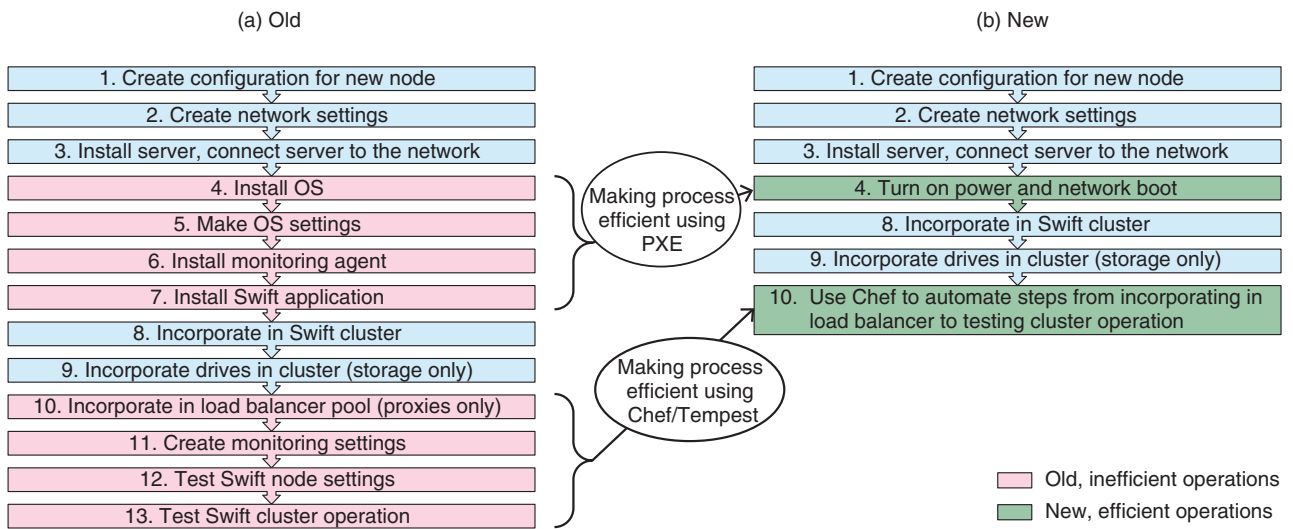 (a) Old
1. Create configuration for new node
2. Create network settings
3. Install server, connect server to the network
4. Install OS
5. Make OS settings
6. Install monitoring agent
7. Install Swift application
8. Incorporate in Swift cluster
9. Incorporate drives in cluster (storage only)
10. Incorporate in load balancer pool (proxies only)
11. Create monitoring settings
12. Test Swift node settings
13. Test Swift cluster operation
Making process
efficient using
PXE
Making process
efficient using
Chef/Tempest
(b) New
1. Create configuration for new node
2. Create network settings
3. Install server, connect server to the network
4. Turn on power and network boot
8. Incorporate in Swift cluster
9. Incorporate drives in cluster (storage only)
10. Use Chef to automate steps from incorporating in
load balancer to testing cluster operation
Old, inefficient operations
New, efficient operations